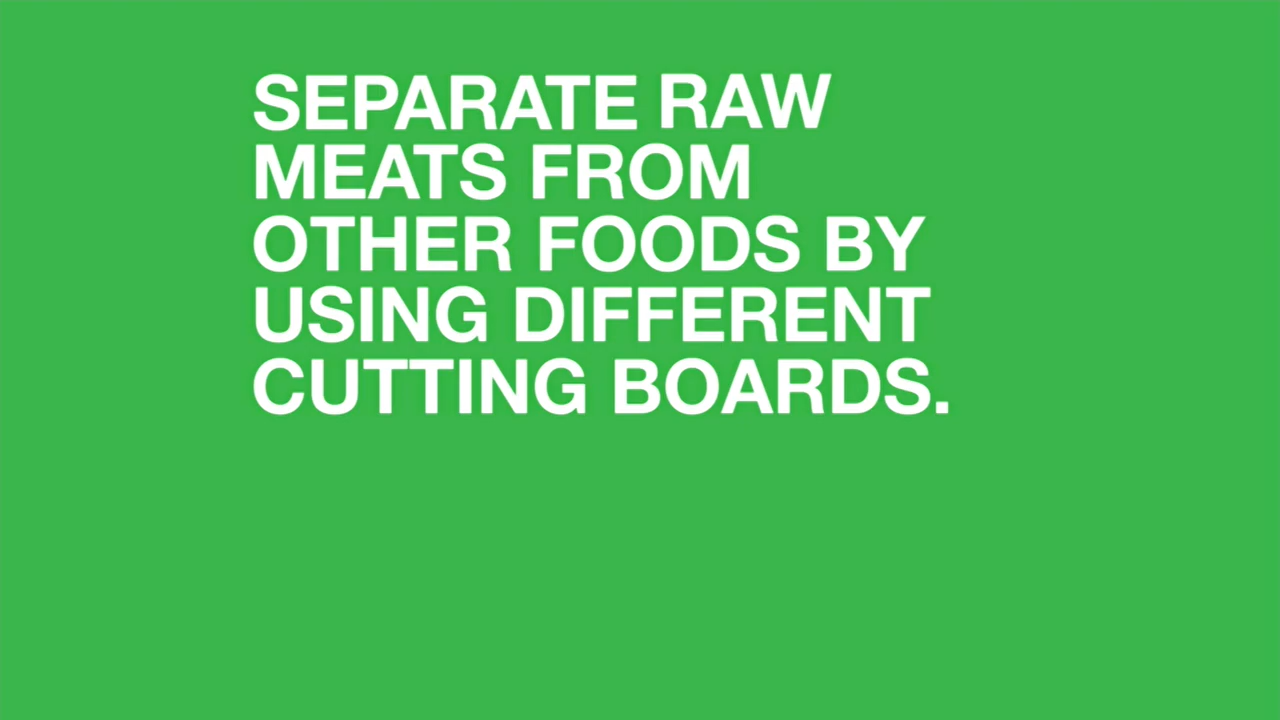 SEPARATE RAW
MEATS FROM
OTHER FOODS BY
USING DIFFERENT
CUTTING BOARDS.